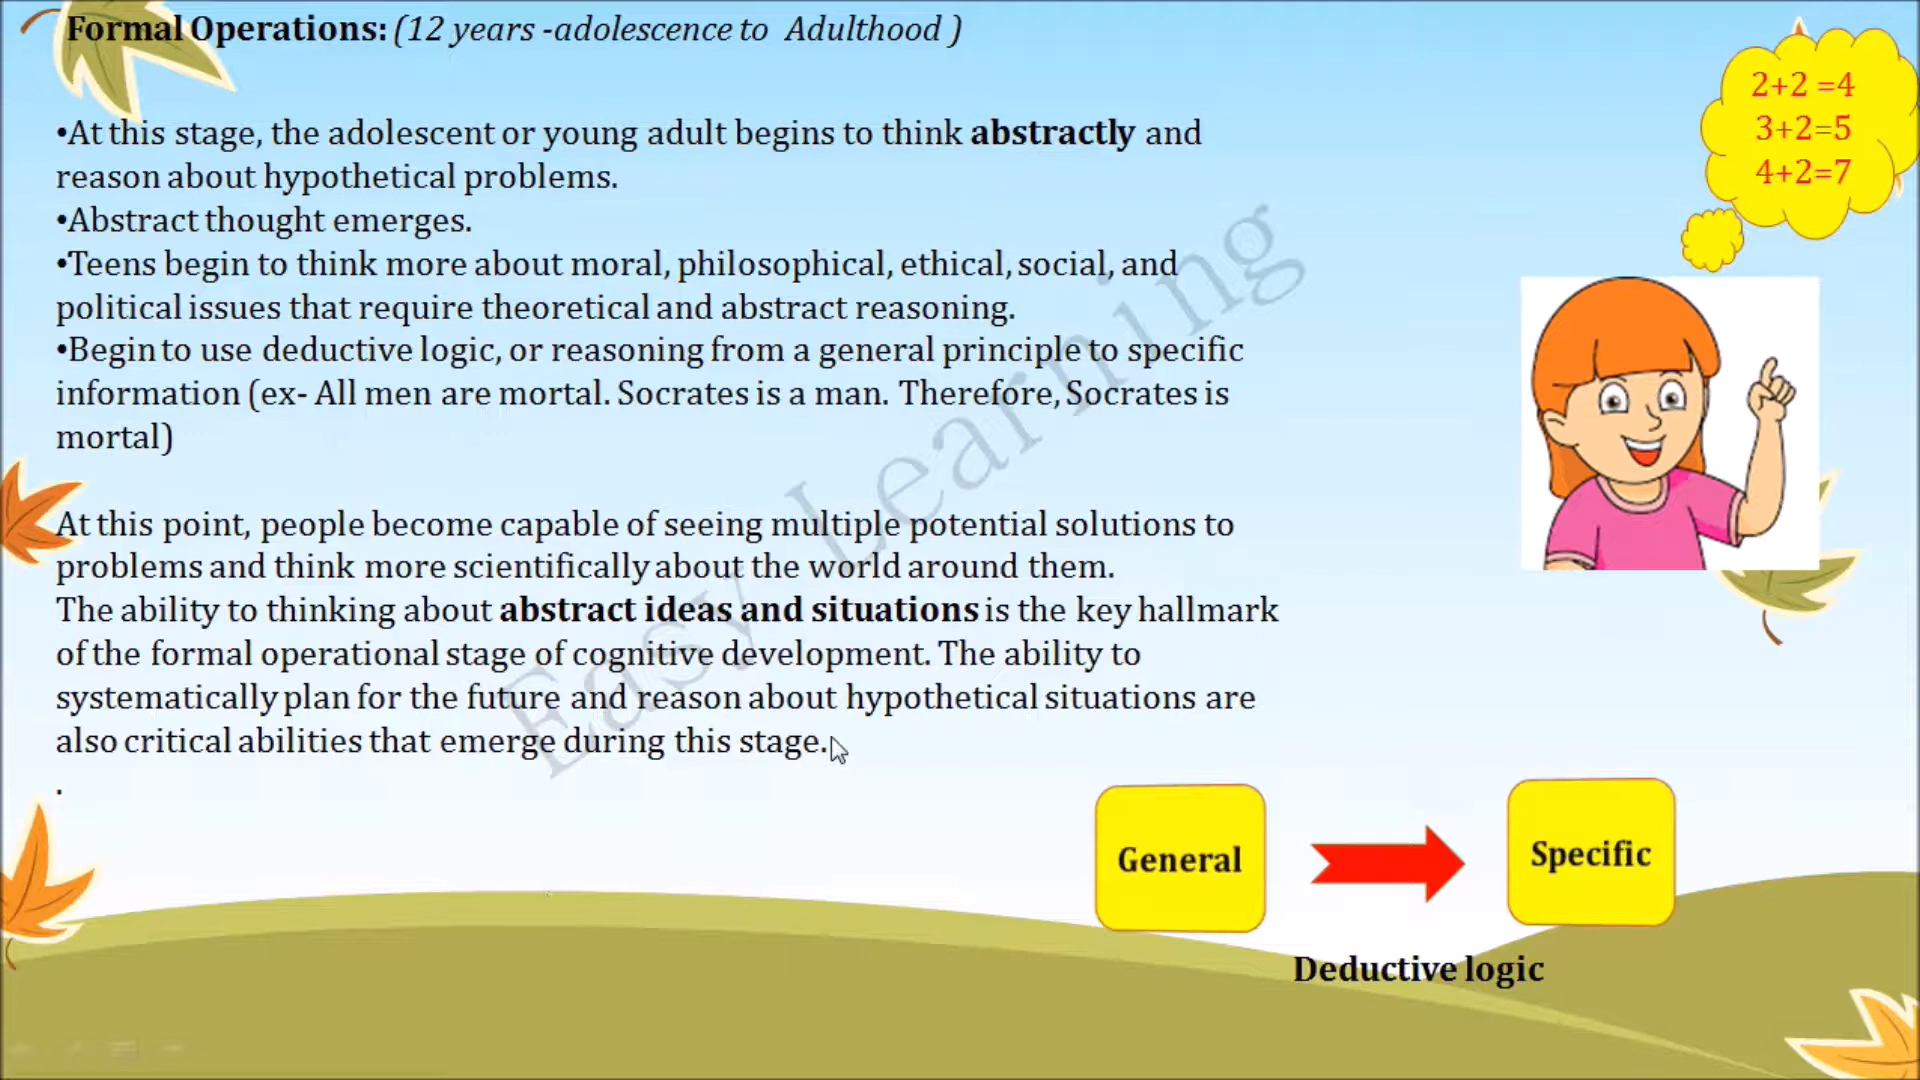 Formal Operations: (12 years -adolescence to Adulthood )
2+2 =4
3+2=5
4+2=7
•At this stage, the adolescent or young adult begins to think abstractly and
reason about hypothetical problems.
•Abstract thought emerges.
•Teens begin to think more about moral, philosophical, ethical, social, and
political issues that require theoretical and abstract reasoning.
•Begin to use deductive logic, or reasoning from a general principle to specific
information (ex- All men are mortal. Socrates is a man. Therefore, Socrates is
mortal)
At this point, people become capable of seeing multiple potential solutions to
problems and think more scientifically about the world around them.
The ability to thinking about abstract ideas and situations is the key hallmark
of the formal operational stage of cognitive development. The ability to
systematically plan for the future and reason about hypothetical situations are
also critical abilities that emerge during this stage.
.
Easy Learning
General
Specific
Deductive logic